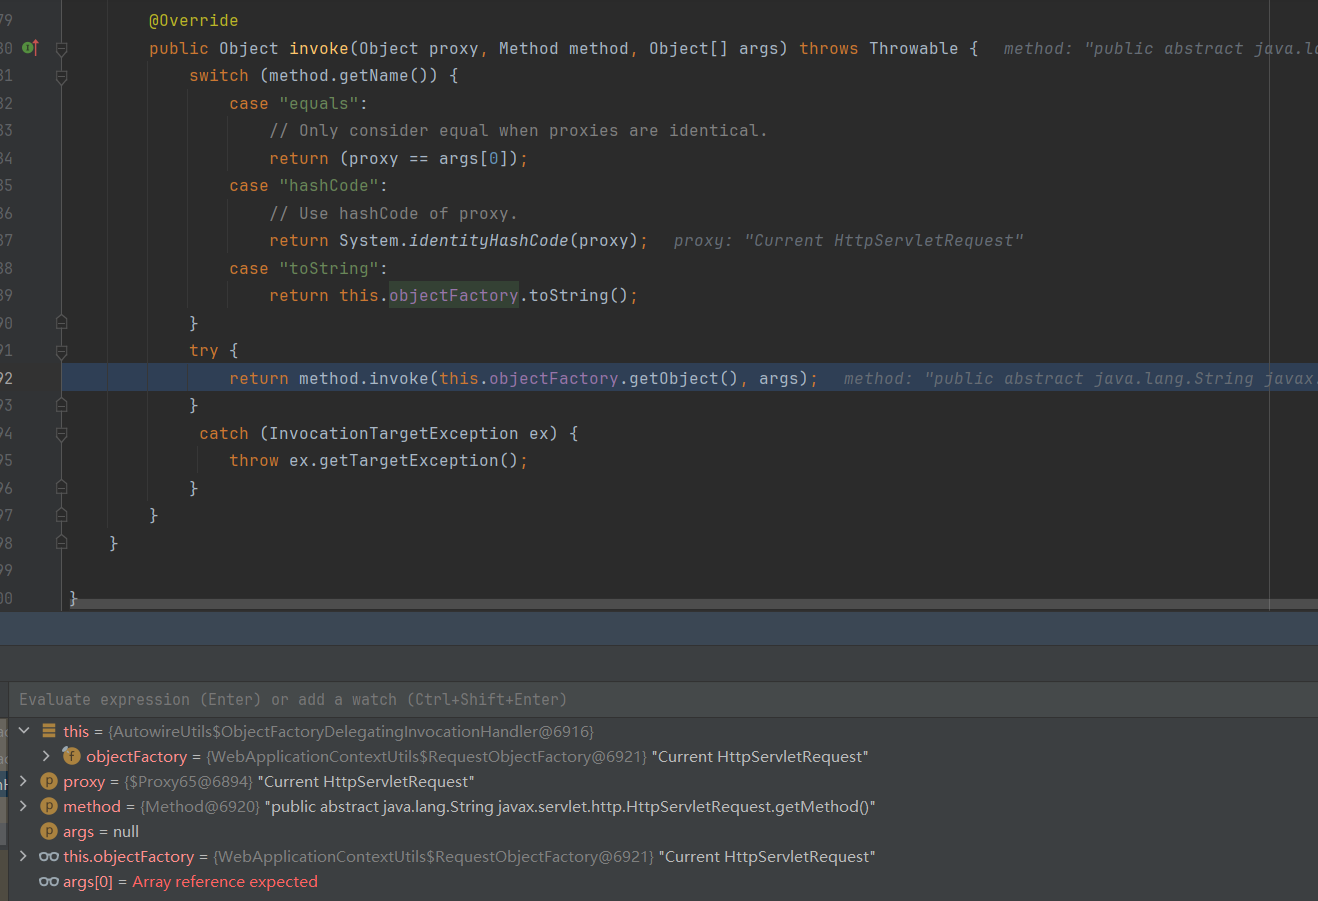 79 @Override
80 public Object invoke(Object proxy, Method method, Object[] args) throws Throwable { method: "public abstract java.l
81 switch (method.getName()) {
82 case "equals":
83 // Only consider equal when proxies are identical.
84 return (proxy == args[0]);
85 case "hashCode":
86 // Use hashCode of proxy.
87 return System.identityHashCode(proxy); proxy: "Current HttpServletRequest"
88 case "toString":
89 return this.objectFactory.toString();
90 }
91 try {
92 return method.invoke(this.objectFactory.getObject(), args); method: "public abstract java.lang.String javax.
93 }
94 catch (InvocationTargetException ex) {
95 throw ex.getTargetException();
96 }
97 }
98 }
99
00 }
Evaluate expression (Enter) or add a watch (Ctrl+Shift+Enter)
this = {AutowireUtils$ObjectFactoryDelegatingInvocationHandler@6916}
f objectFactory = {WebApplicationContextUtils$RequestObjectFactory@6921} "Current HttpServletRequest"
p proxy = {$Proxy65@6894} "Current HttpServletRequest"
p method = {Method@6920} "public abstract java.lang.String javax.servlet.http.HttpServletRequest.getMethod()"
p args = null
this.objectFactory = {WebApplicationContextUtils$RequestObjectFactory@6921} "Current HttpServletRequest"
args[0] = Array reference expected